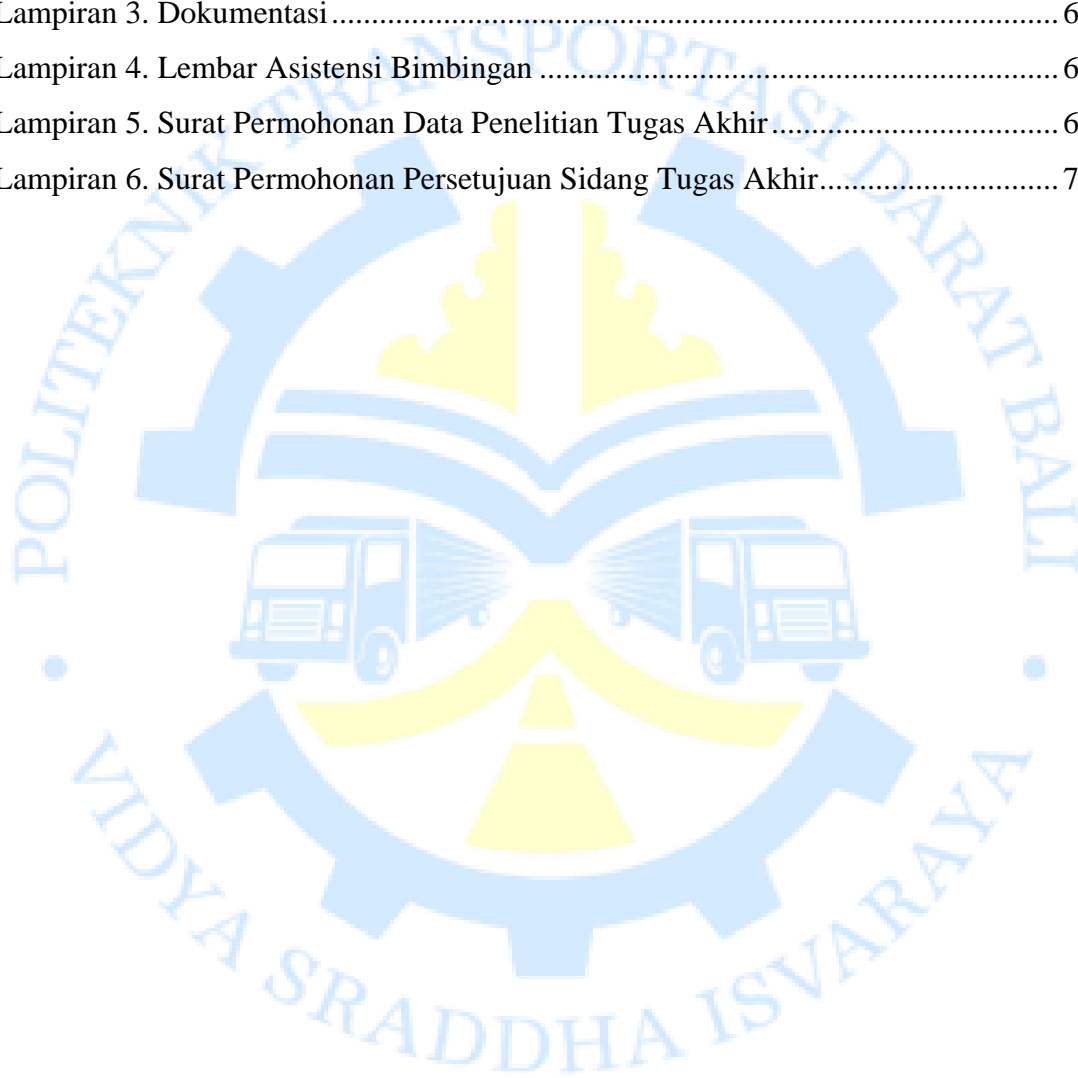 Lampiran 3. Dokumentasi........................................................................................... 6
Lampiran 4. Lembar Asistensi Bimbingan ................................................................. 6
Lampiran 5. Surat Permohonan Data Penelitian Tugas Akhir.................................... 6
Lampiran 6. Surat Permohonan Persetujuan Sidang Tugas Akhir.............................. 7
POLITEKNIK TRANSPORTASI DARAT BALI
VIDYA SRADDHA ISVARAYA